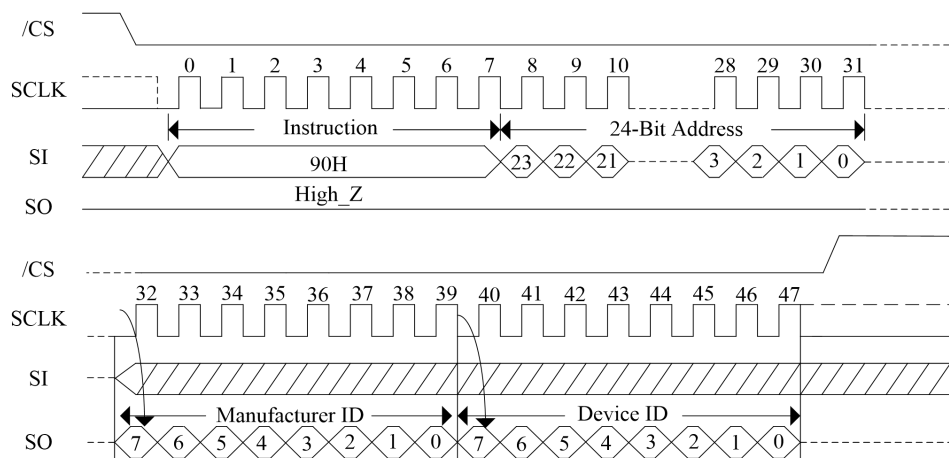 /CS
0 1 2 3 4 5 6 7 8 9 10 28 29 30 31
SCLK
Instruction 24-Bit Address
SI 90H 23 22 21 3 2 1 0
High_Z
SO
/CS
32 33 34 35 36 37 38 39 40 41 42 43 44 45 46 47
SCLK
SI
Manufacturer ID Device ID
SO 7 6 5 4 3 2 1 0 7 6 5 4 3 2 1 0